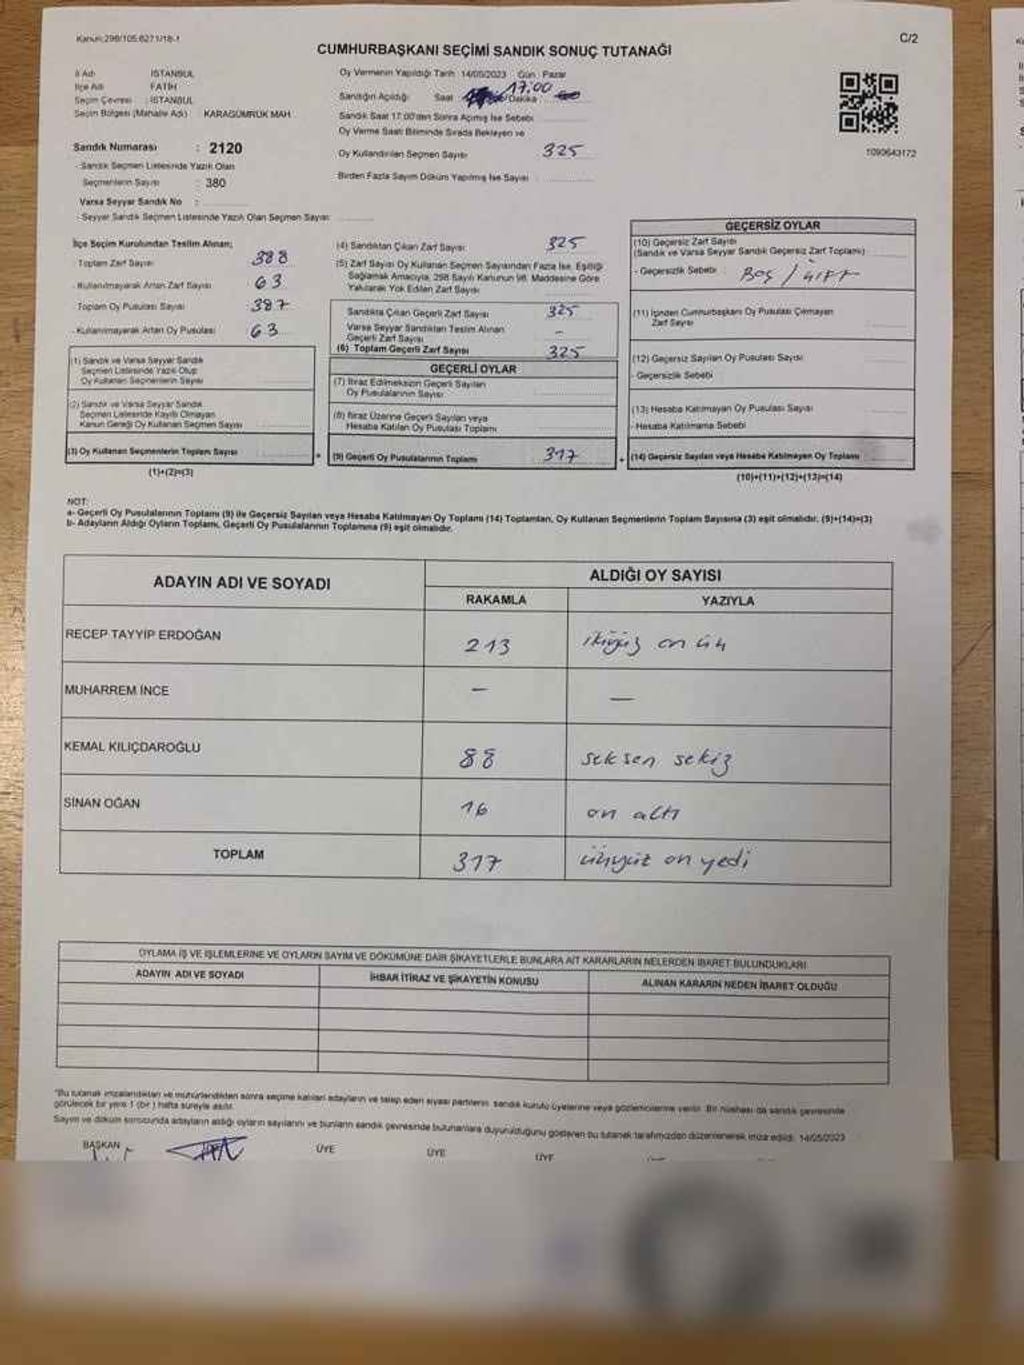 Kanun:298/105.6271/18-1
C/2
CUMHURBAŞKANI SEÇİMİ SANDIK SONUÇ TUTANAĞI
İl Adı : İSTANBUL
İlçe Adı : FATİH
Seçim Çevresi : İSTANBUL
Seçim Bölgesi (Mahalle Adı) : KARAGÜMRÜK MAH.
Sandık Numarası : 2120
- Sandık Seçmen Listesinde Yazılı Olan
Seçmenlerin Sayısı : 380
Varsa Seyyar Sandık No :
- Seyyar Sandık Seçmen Listesinde Yazılı Olan Seçmen Sayısı
Oy Vermenin Yapıldığı Tarih 14/05/2023 Gün : Pazar
Sandığın Açıldığı Saat 17:00 Dakika
Sandık Saat 17.00'den Sonra Açılmış İse Sebebi
Oy Verme Saati Bitiminde Sırada Bekleyen ve
Oy Kullandırılan Seçmen Sayısı 325
Birden Fazla Sayım Döküm Yapılmış İse Sayısı :
1093643172
İlçe Seçim Kurulundan Teslim Alınan;
Toplam Zarf Sayısı 388
- Kullanılmayarak Artan Zarf Sayısı 63
Toplam Oy Pusulası Sayısı 387
- Kullanılmayarak Artan Oy Pusulası 63
(1) Sandık ve Varsa Seyyar Sandık
Seçmen Listesinde Yazılı Olup
Oy Kullanan Seçmenlerin Sayısı
(2) Sandık ve Varsa Seyyar Sandık
Seçmen Listesinde Kayıtlı Olmayan
Kanun Gereği Oy Kullanan Seçmen Sayısı
(3) Oy Kullanan Seçmenlerin Toplam Sayısı
(1)+(2)=(3)
(4) Sandıktan Çıkan Zarf Sayısı 325
(5) Zarf Sayısı Oy Kullanan Seçmen Sayısından Fazla İse, Eşitliği
Sağlamak Amacıyla, 298 Sayılı Kanunun 98. Maddesine Göre
Yakılarak Yok Edilen Zarf Sayısı
Sandıkta Çıkan Geçerli Zarf Sayısı 325
Varsa Seyyar Sandıktan Teslim Alınan
Geçerli Zarf Sayısı –
(6) Toplam Geçerli Zarf Sayısı 325
GEÇERLİ OYLAR
(7) İtiraz Edilmeksizin Geçerli Sayılan
Oy Pusulalarının Sayısı
(8) İtiraz Üzerine Geçerli Sayılan veya
Hesaba Katılan Oy Pusulası Toplamı
(9) Geçerli Oy Pusulalarının Toplamı 317
GEÇERSİZ OYLAR
(10) Geçersiz Zarf Sayısı
(Sandık ve Varsa Seyyar Sandık Geçersiz Zarf Toplamı)
- Geçersizlik Sebebi Boş / Çift
(11) İçinden Cumhurbaşkanı Oy Pusulası Çıkmayan
Zarf Sayısı
(12) Geçersiz Sayılan Oy Pusulası Sayısı
- Geçersizlik Sebebi
(13) Hesaba Katılmayan Oy Pusulası Sayısı
- Hesaba Katılmama Sebebi
(14) Geçersiz Sayılan veya Hesaba Katılmayan Oy Toplamı
(10)+(11)+(12)+(13)=(14)
NOT:
a- Geçerli Oy Pusulalarının Toplamı (9) ile Geçersiz Sayılan veya Hesaba Katılmayan Oy Toplamı (14) Toplamları, Oy Kullanan Seçmenlerin Toplam Sayısına (3) eşit olmalıdır. (9)+(14)=(3)
b- Adayların Aldığı Oyların Toplamı, Geçerli Oy Pusulalarının Toplamına (9) eşit olmalıdır.
ADAYIN ADI VE SOYADI ALDIĞI OY SAYISI
RAKAMLA YAZIYLA
RECEP TAYYİP ERDOĞAN 213 ikiyüz on üç
MUHARREM İNCE – –
KEMAL KILIÇDAROĞLU 88 seksen sekiz
SİNAN OĞAN 16 on altı
TOPLAM 317 üçyüz on yedi
OYLAMA İŞ VE İŞLEMLERİNE VE OYLARIN SAYIM VE DÖKÜMÜNE DAİR ŞİKAYETLERLE BUNLARA AİT KARARLARIN NELERDEN İBARET BULUNDUKLARI
ADAYIN ADI VE SOYADI İHBAR İTİRAZ VE ŞİKAYETİN KONUSU ALINAN KARARIN NEDEN İBARET OLDUĞU
"Bu tutanak imzalandıktan ve mühürlendikten sonra seçime katılan adayların ve talep eden siyasi partilerin sandık kurulu üyelerine veya gözlemcilerine verilir. Bir nüshası da sandık çevresinde
görülecek bir yere 1 (bir) hafta süreyle asılır.
Sayım ve döküm sonucunda adayların aldığı oyların sayılarını ve bunların sandık çevresinde bulunanlara duyurulduğunu gösteren bu tutanak tarafımızdan düzenlenerek imza edildi. 14/05/2023
BAŞKAN ÜYE ÜYE ÜYE